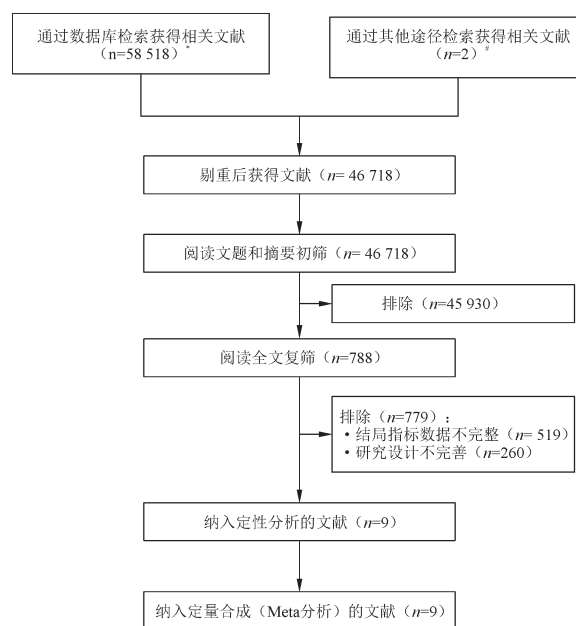 通过数据库检索获得相关文献
（n=58 518）*
通过其他途径检索获得相关文献
（n=2）#
剔重后获得文献（n= 46 718）
阅读文题和摘要初筛（n= 46 718）
排除（n=45 930）
阅读全文复筛（n=788）
排除（n=779）：
・结局指标数据不完整（n= 519）
・研究设计不完善（n=260）
纳入定性分析的文献（n=9）
纳入定量合成（Meta分析）的文献（n=9）